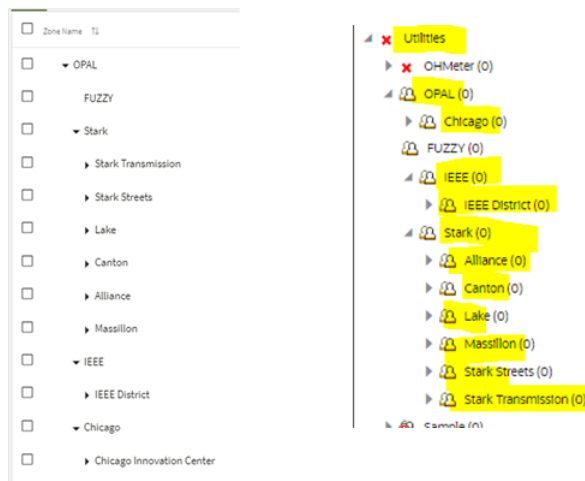 Zone Name
OPAL
FUZZY
Stark
Stark Transmission
Stark Streets
Lake
Canton
Alliance
Massillon
IEEE
IEEE District
Chicago
Chicago Innovation Center
Utilities
OHMeter (0)
OPAL (0)
Chicago (0)
FUZZY (0)
IEEE (0)
IEEE District (0)
Stark (0)
Alliance (0)
Canton (0)
Lake (0)
Massillon (0)
Stark Streets (0)
Stark Transmission (0)
Sample (0)